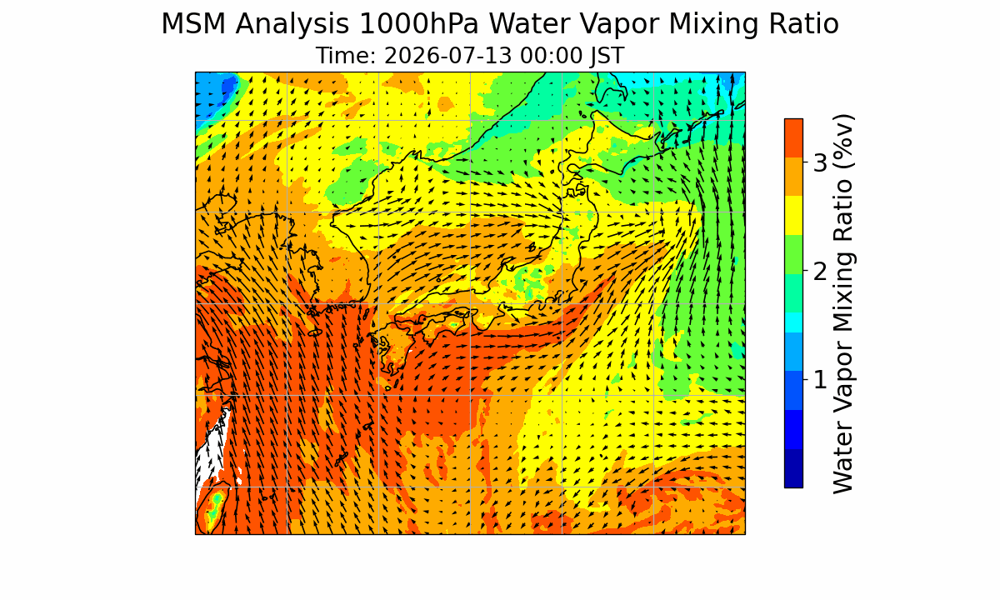 MSM Analysis 1000hPa Water Vapor Mixing Ratio
Time: 2026-07-13 00:00 JST
3
2
1
Water Vapor Mixing Ratio (%v)